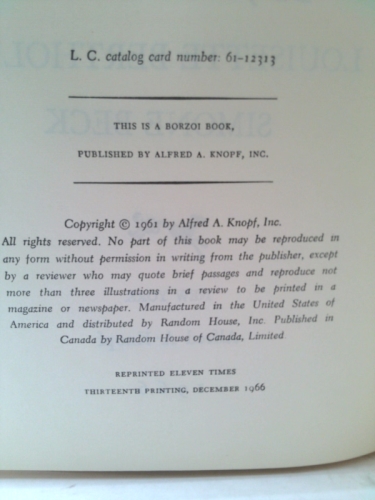 L. C. catalog card number: 61-12313
THIS IS A BORZOI BOOK,
PUBLISHED BY ALFRED A. KNOPF, INC.
Copyright © 1961 by Alfred A. Knopf, Inc.
All rights reserved. No part of this book may be reproduced in
any form without permission in writing from the publisher, except
by a reviewer who may quote brief passages and reproduce not
more than three illustrations in a review to be printed in a
magazine or newspaper. Manufactured in the United States of
America and distributed by Random House, Inc. Published in
Canada by Random House of Canada, Limited
REPRINTED ELEVEN TIMES
THIRTEENTH PRINTING, DECEMBER 1966